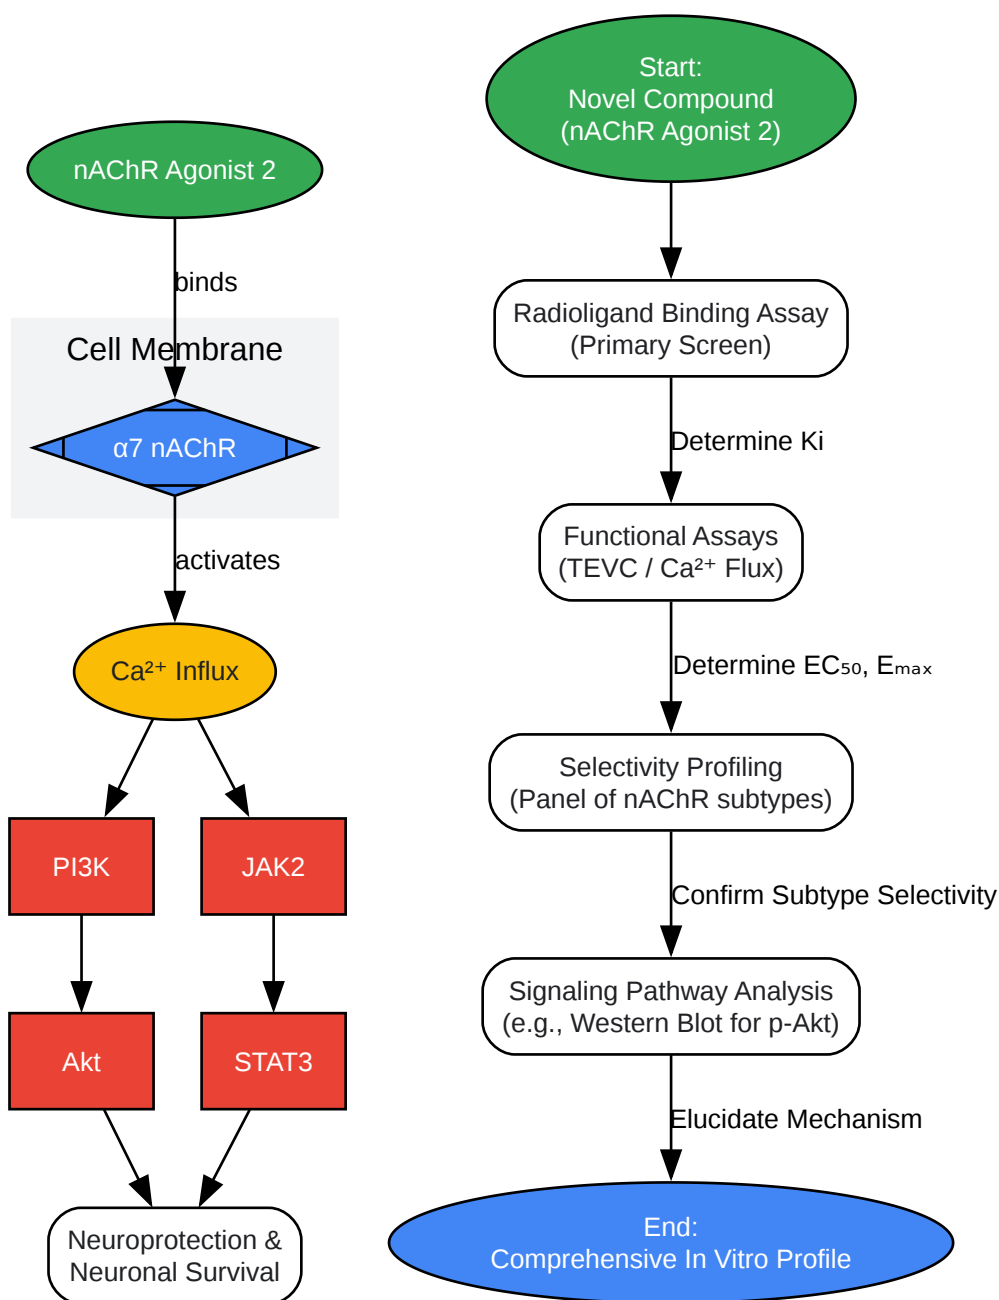 nAChR Agonist 2
binds
Cell Membrane
α7 nAChR
activates
Ca²⁺ Influx
PI3K
JAK2
Akt
STAT3
Neuroprotection &
Neuronal Survival
Start:
Novel Compound
(nAChR Agonist 2)
Radioligand Binding Assay
(Primary Screen)
Determine Ki
Functional Assays
(TEVC / Ca²⁺ Flux)
Determine EC₅₀, Eₘₐₓ
Selectivity Profiling
(Panel of nAChR subtypes)
Confirm Subtype Selectivity
Signaling Pathway Analysis
(e.g., Western Blot for p-Akt)
Elucidate Mechanism
End:
Comprehensive In Vitro Profile